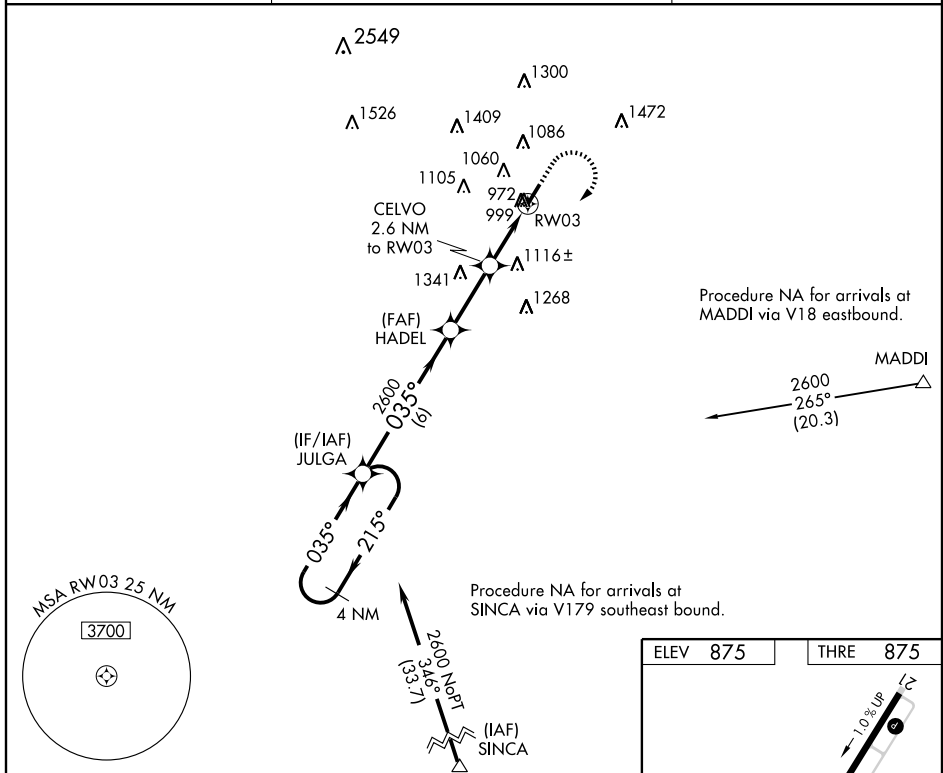 2549
1300
1526
1409
1472
1086
1060
1105
972
999
RW03
CELVO
2.6 NM
to RW03
1116±
1341
1268
(FAF)
HADEL
Procedure NA for arrivals at
MADDI via V18 eastbound.
MADDI
2600
265°
(20.3)
2600
035°
(6)
(IF/IAF)
JULGA
035°
215°
4 NM
MSA RW03 25 NM
3700
Procedure NA for arrivals at
SINCA via V179 southeast bound.
2600 NoPT
346°
(33.7)
(IAF)
SINCA
ELEV 875
THRE 875
21
1.0% UP
P